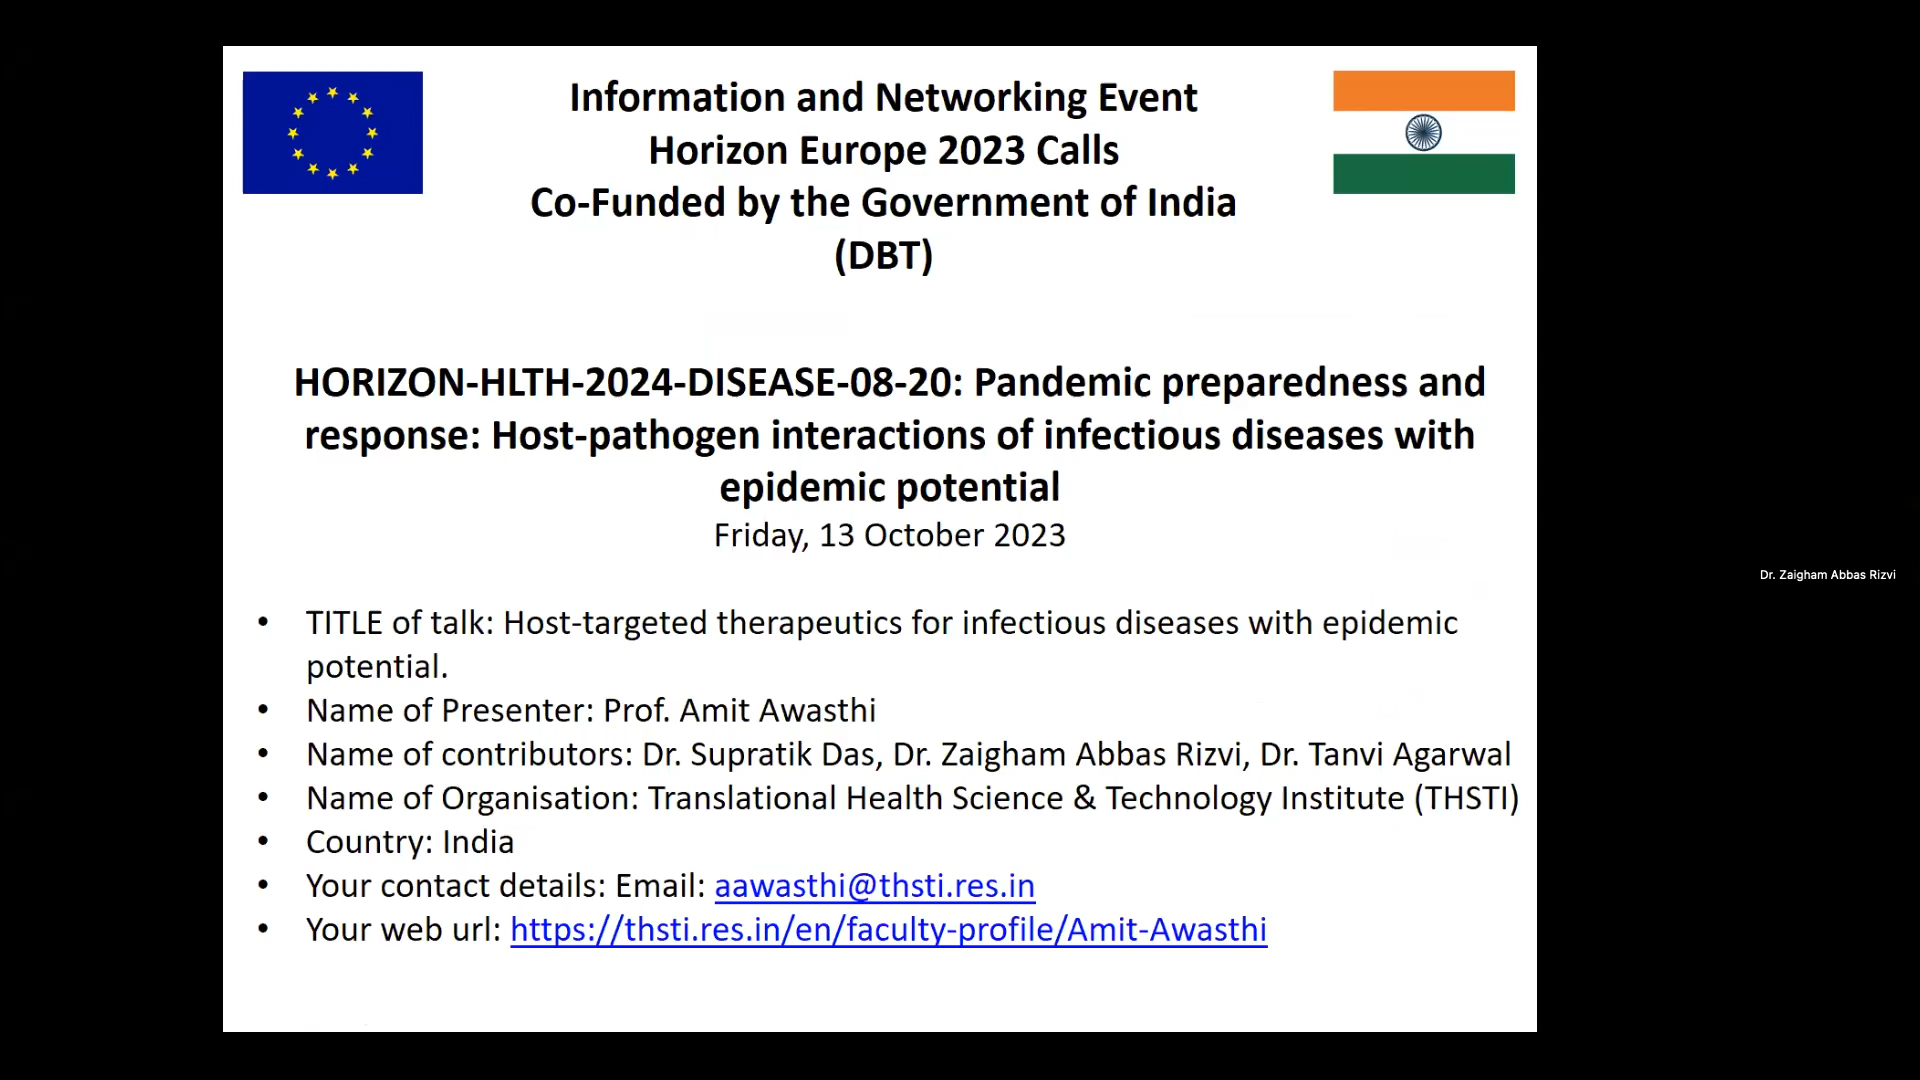 Information and Networking Event
Horizon Europe 2023 Calls
Co-Funded by the Government of India
(DBT)
HORIZON-HLTH-2024-DISEASE-08-20: Pandemic preparedness and
response: Host-pathogen interactions of infectious diseases with
epidemic potential
Friday, 13 October 2023
• TITLE of talk: Host-targeted therapeutics for infectious diseases with epidemic
potential.
• Name of Presenter: Prof. Amit Awasthi
• Name of contributors: Dr. Supratik Das, Dr. Zaigham Abbas Rizvi, Dr. Tanvi Agarwal
• Name of Organisation: Translational Health Science & Technology Institute (THSTI)
• Country: India
• Your contact details: Email: aawasthi@thsti.res.in
• Your web url: https://thsti.res.in/en/faculty-profile/Amit-Awasthi
Dr. Zaigham Abbas Rizvi